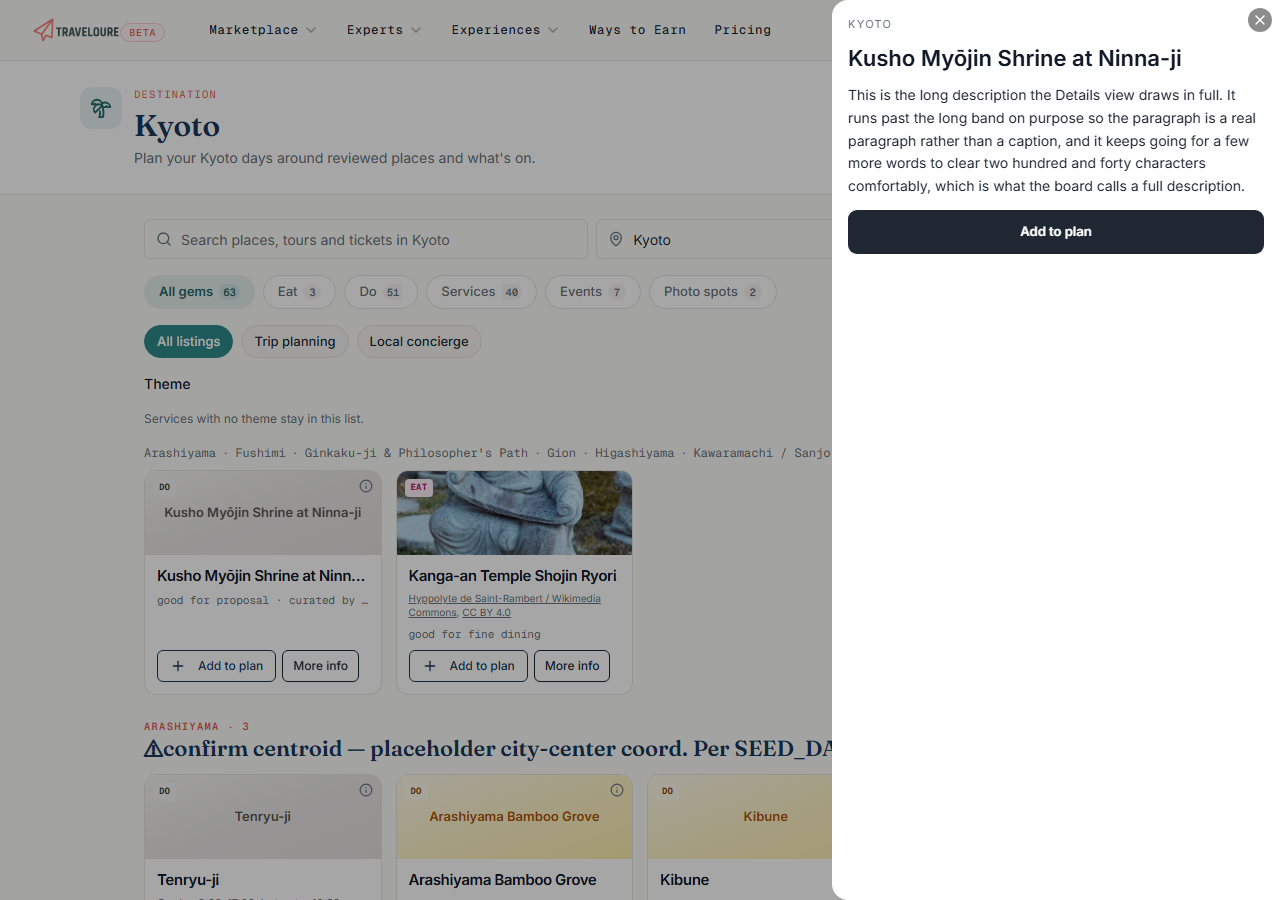 TRAVELOURE BETA
Marketplace Experts Experiences Ways to Earn Pricing
DESTINATION
Kyoto
Plan your Kyoto days around reviewed places and what's on.
Search places, tours and tickets in Kyoto
Kyoto
All gems 63 Eat 3 Do 51 Services 40 Events 7 Photo spots 2
All listings Trip planning Local concierge
Theme
Services with no theme stay in this list.
Arashiyama · Fushimi · Ginkaku-ji & Philosopher's Path · Gion · Higashiyama · Kawaramachi / Sanjo
DO
Kusho Myōjin Shrine at Ninna-ji
Kusho Myōjin Shrine at Ninn...
good for proposal · curated by …
Add to plan More info
EAT
Kanga-an Temple Shojin Ryori
Hyppolyte de Saint-Rambert / Wikimedia
Commons, CC BY 4.0
good for fine dining
Add to plan More info
ARASHIYAMA · 3
⚠confirm centroid — placeholder city-center coord. Per SEED_DA
DO
Tenryu-ji
Tenryu-ji
DO
Arashiyama Bamboo Grove
Arashiyama Bamboo Grove
DO
Kibune
Kibune
KYOTO
Kusho Myōjin Shrine at Ninna-ji
This is the long description the Details view draws in full. It
runs past the long band on purpose so the paragraph is a real
paragraph rather than a caption, and it keeps going for a few
more words to clear two hundred and forty characters
comfortably, which is what the board calls a full description.
Add to plan